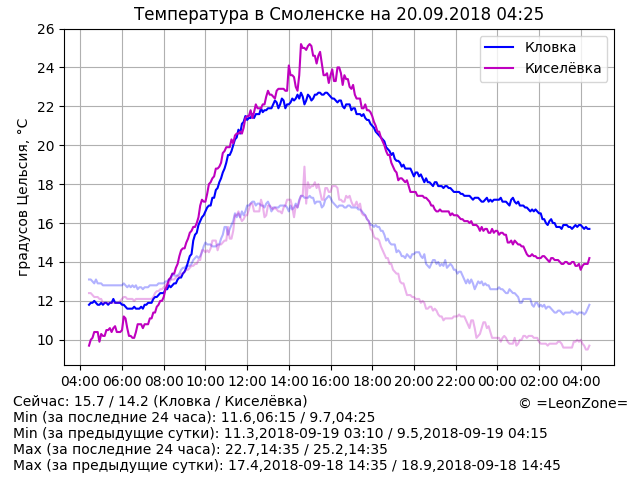 Температура в Смоленске на 20.09.2018 04:25
градусов Цельсия, °C
26
24
22
20
18
16
14
12
10
Кловка
Киселёвка
04:00 06:00 08:00 10:00 12:00 14:00 16:00 18:00 20:00 22:00 00:00 02:00 04:00
Сейчас: 15.7 / 14.2 (Кловка / Киселёвка)
© =LeonZone=
Min (за последние 24 часа): 11.6,06:15 / 9.7,04:25
Min (за предыдущие сутки): 11.3,2018-09-19 03:10 / 9.5,2018-09-19 04:15
Max (за последние 24 часа): 22.7,14:35 / 25.2,14:35
Max (за предыдущие сутки): 17.4,2018-09-18 14:35 / 18.9,2018-09-18 14:45